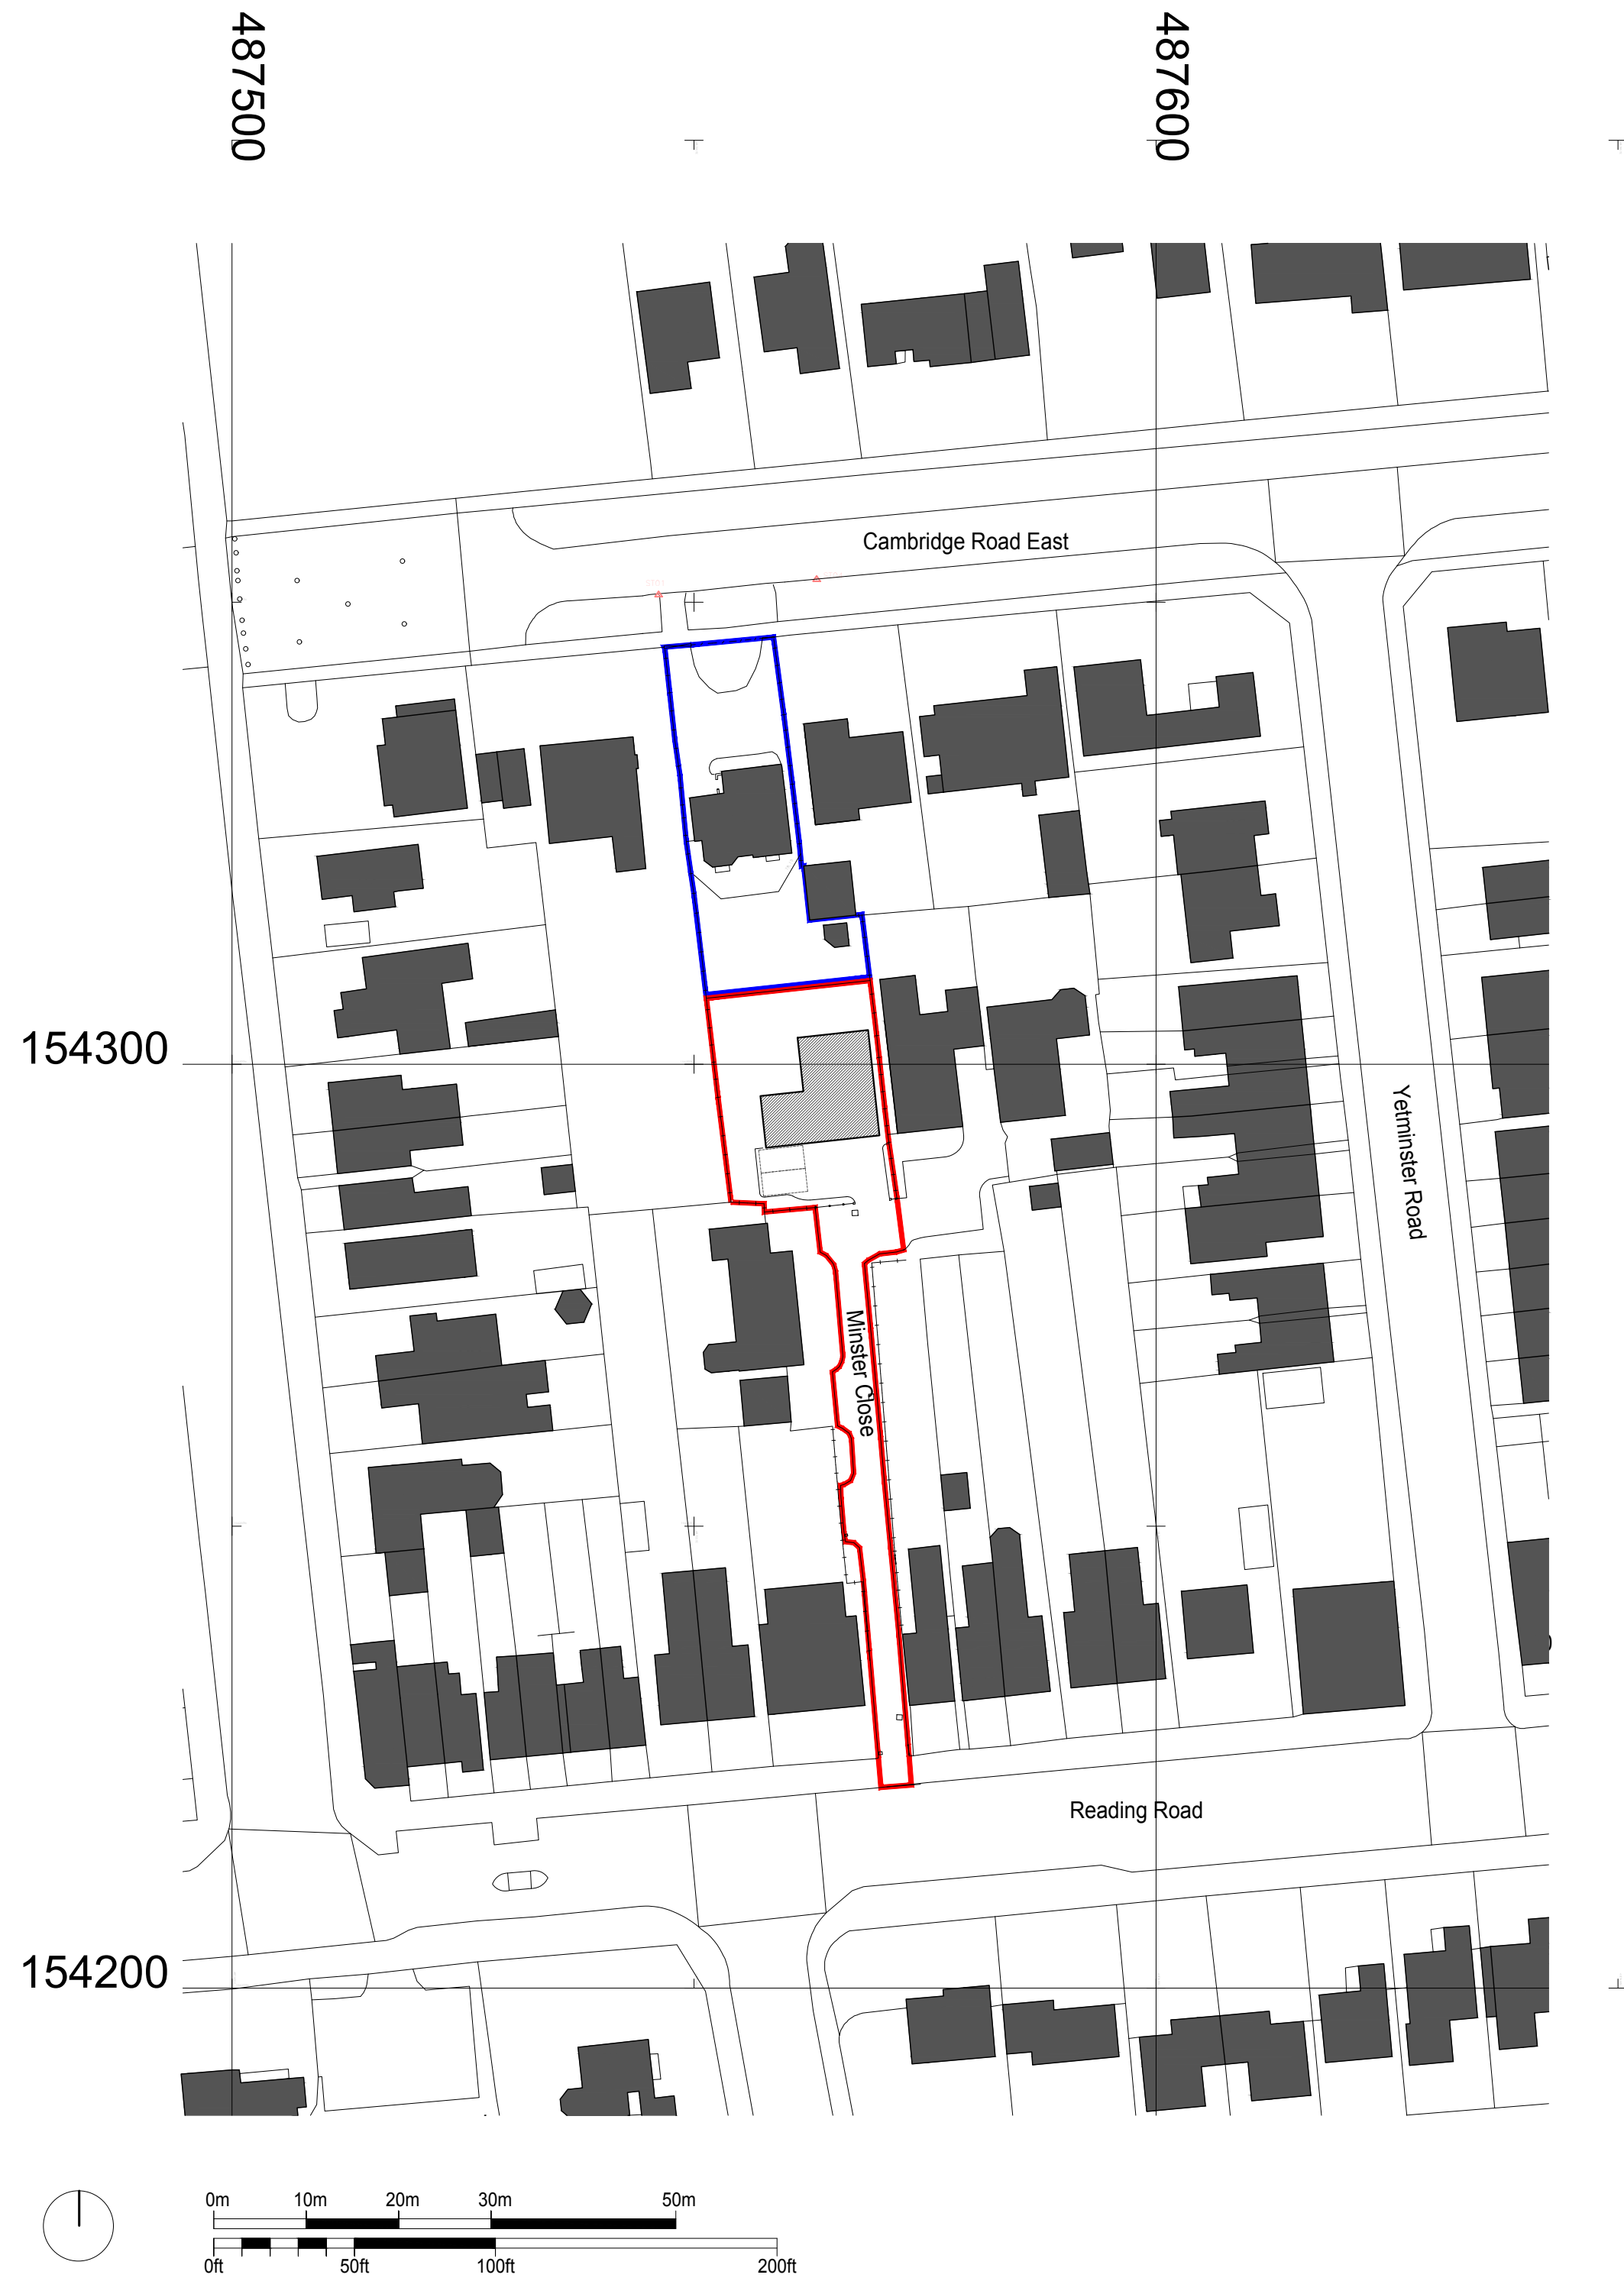 487500
487600
Cambridge Road East
154300
Yetminster Road
Minster Close
Reading Road
154200
0m 10m 20m 30m 50m
0ft 50ft 100ft 200ft